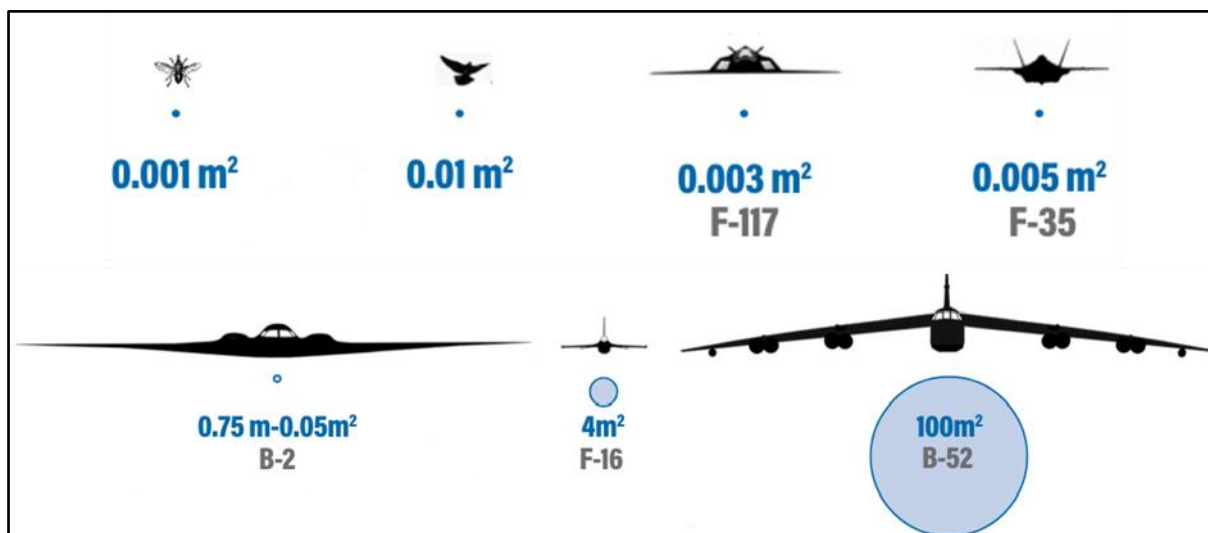 0.001 m²
0.01 m²
0.003 m²
0.005 m²
F-117
F-35
0.75 m-0.05m²
4m²
100m²
B-2
F-16
B-52